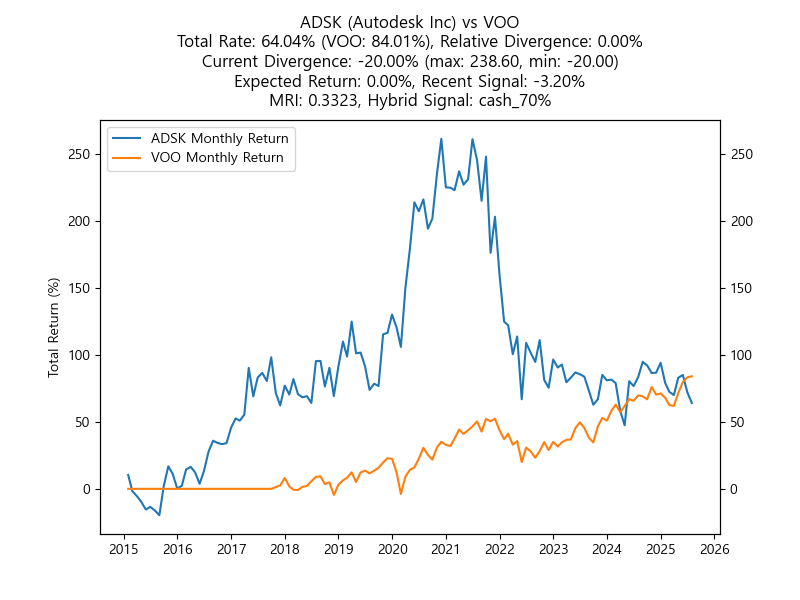 ADSK (Autodesk Inc) vs VOO
Total Rate: 64.04% (VOO: 84.01%), Relative Divergence: 0.00%
Current Divergence: -20.00% (max: 238.60, min: -20.00)
Expected Return: 0.00%, Recent Signal: -3.20%
MRI: 0.3323, Hybrid Signal: cash_70%
ADSK Monthly Return
VOO Monthly Return
Total Return (%)
250
200
150
100
50
0
250
200
150
100
50
0
2015 2016 2017 2018 2019 2020 2021 2022 2023 2024 2025 2026